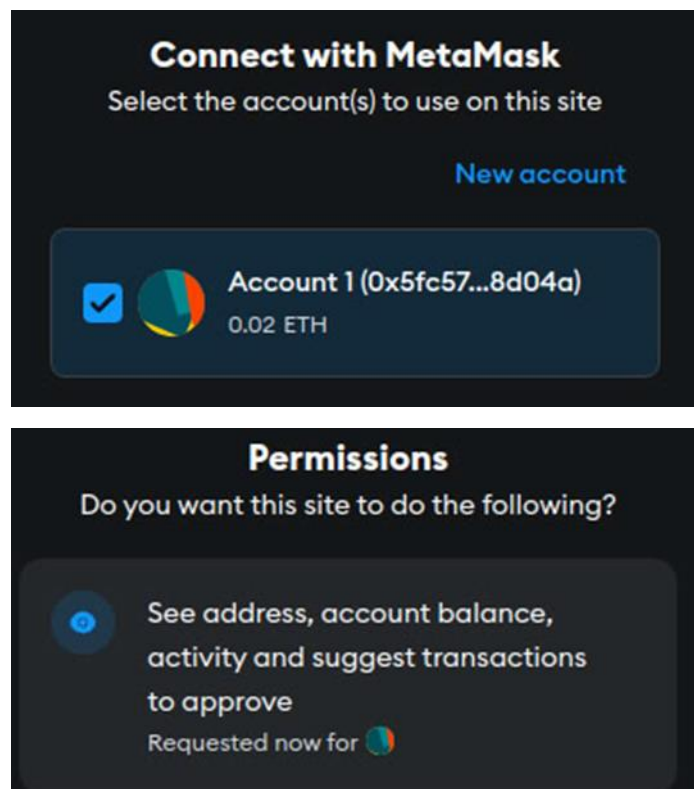 Connect with MetaMask
Select the account(s) to use on this site
New account
Account 1 (0x5fc57...8d04a)
0.02 ETH
Permissions
Do you want this site to do the following?
See address, account balance,
activity and suggest transactions
to approve
Requested now for